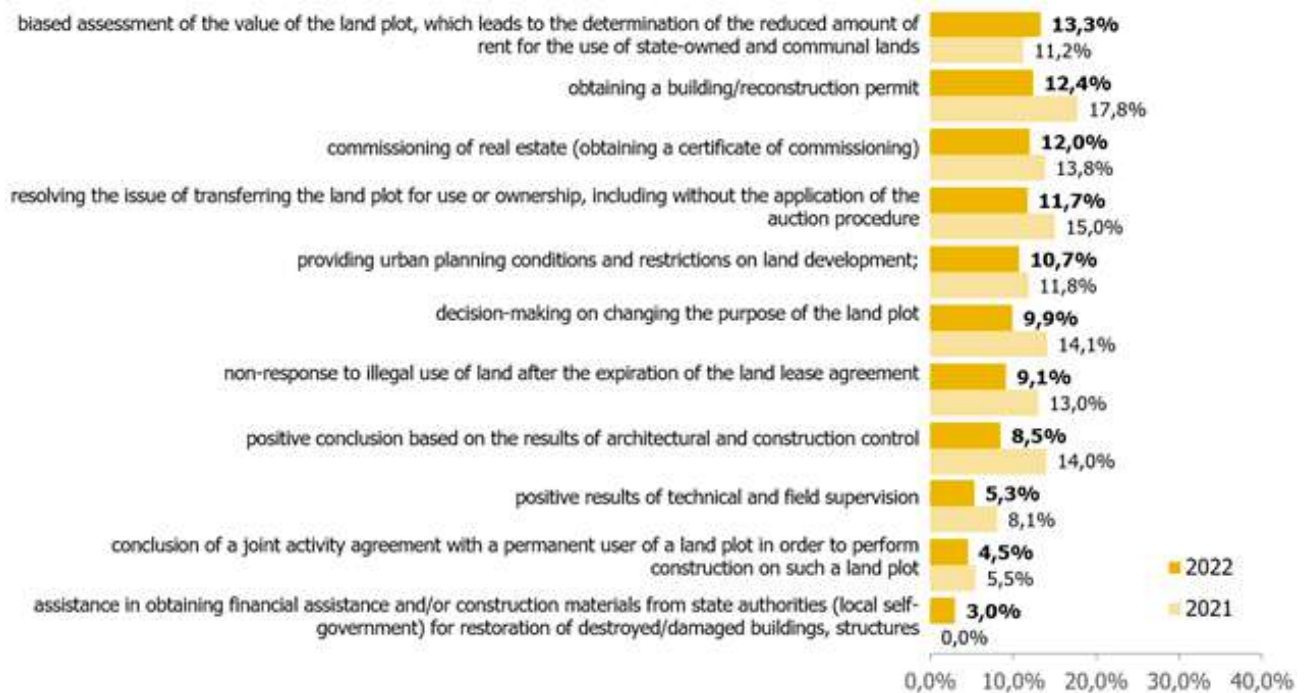 biased assessment of the value of the land plot, which leads to the determination of the reduced amount of
rent for the use of state-owned and communal lands
13,3%
11,2%
obtaining a building/reconstruction permit
12,4%
17,8%
commissioning of real estate (obtaining a certificate of commissioning)
12,0%
13,8%
resolving the issue of transferring the land plot for use or ownership, including without the application of the
auction procedure
11,7%
15,0%
providing urban planning conditions and restrictions on land development;
10,7%
11,8%
decision-making on changing the purpose of the land plot
9,9%
14,1%
non-response to illegal use of land after the expiration of the land lease agreement
9,1%
13,0%
positive conclusion based on the results of architectural and construction control
8,5%
14,0%
positive results of technical and field supervision
5,3%
8,1%
conclusion of a joint activity agreement with a permanent user of a land plot in order to perform
construction on such a land plot
4,5%
5,5%
assistance in obtaining financial assistance and/or construction materials from state authorities (local self-
government) for restoration of destroyed/damaged buildings, structures
3,0%
0,0%
2022
2021
0,0% 10,0% 20,0% 30,0% 40,0%